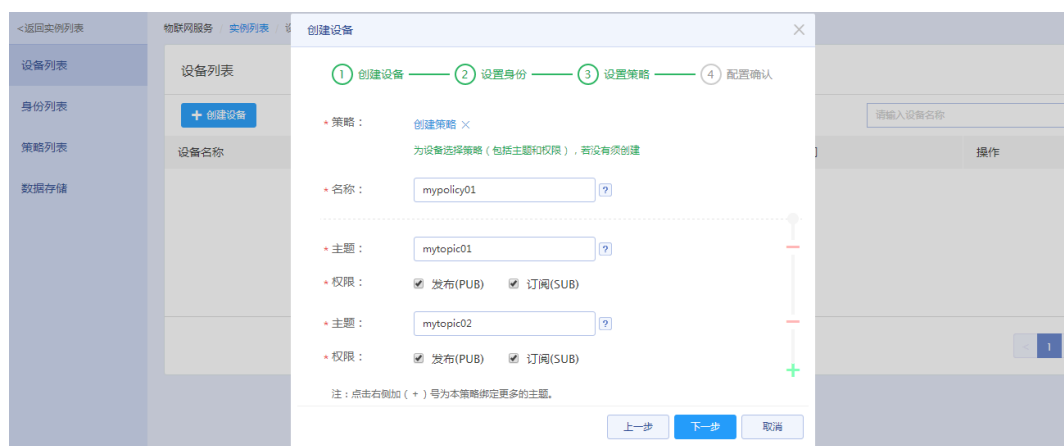 <返回实例列表
物联网服务 / 实例列表 /
创建设备
设备列表
身份列表
策略列表
数据存储
设备列表
+ 创建设备
请输入设备名称
设备名称
操作
1 创建设备
2 设置身份
3 设置策略
4 配置确认
* 策略：
创建策略 ×
为设备选择策略（包括主题和权限），若没有须创建
* 名称： mypolicy01 ?
* 主题： mytopic01 ?
* 权限： 发布(PUB) 订阅(SUB)
* 主题： mytopic02 ?
* 权限： 发布(PUB) 订阅(SUB)
注：点击右侧加（+）号为本策略绑定更多的主题。
上一步 下一步 取消
< 1